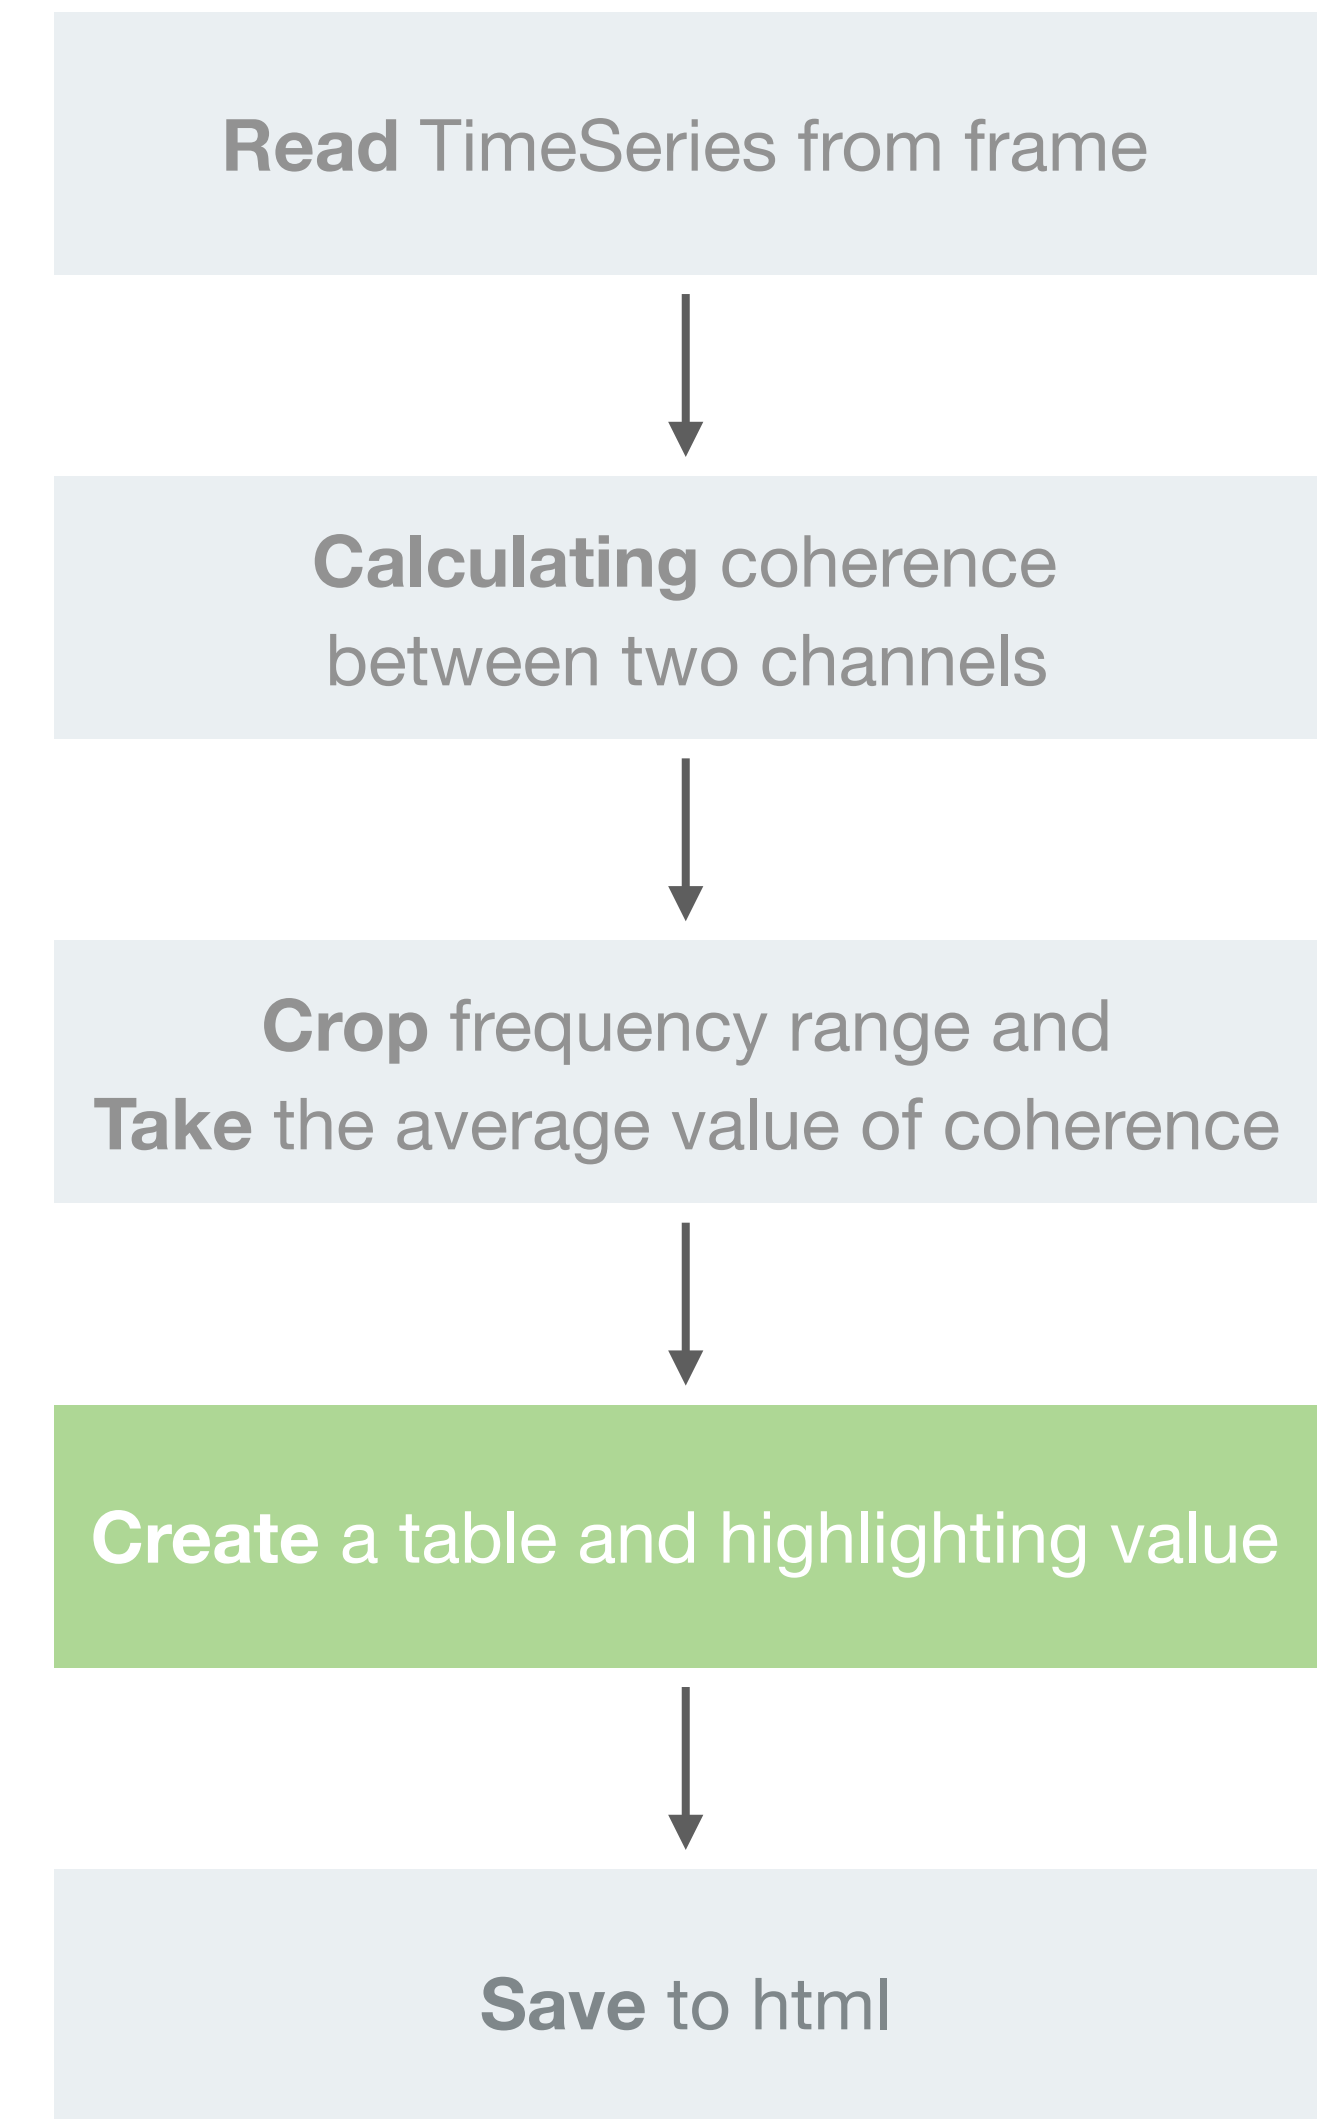 Read TimeSeries from frame
Calculating coherence
between two channels
Crop frequency range and
Take the average value of coherence
Create a table and highlighting value
Save to html